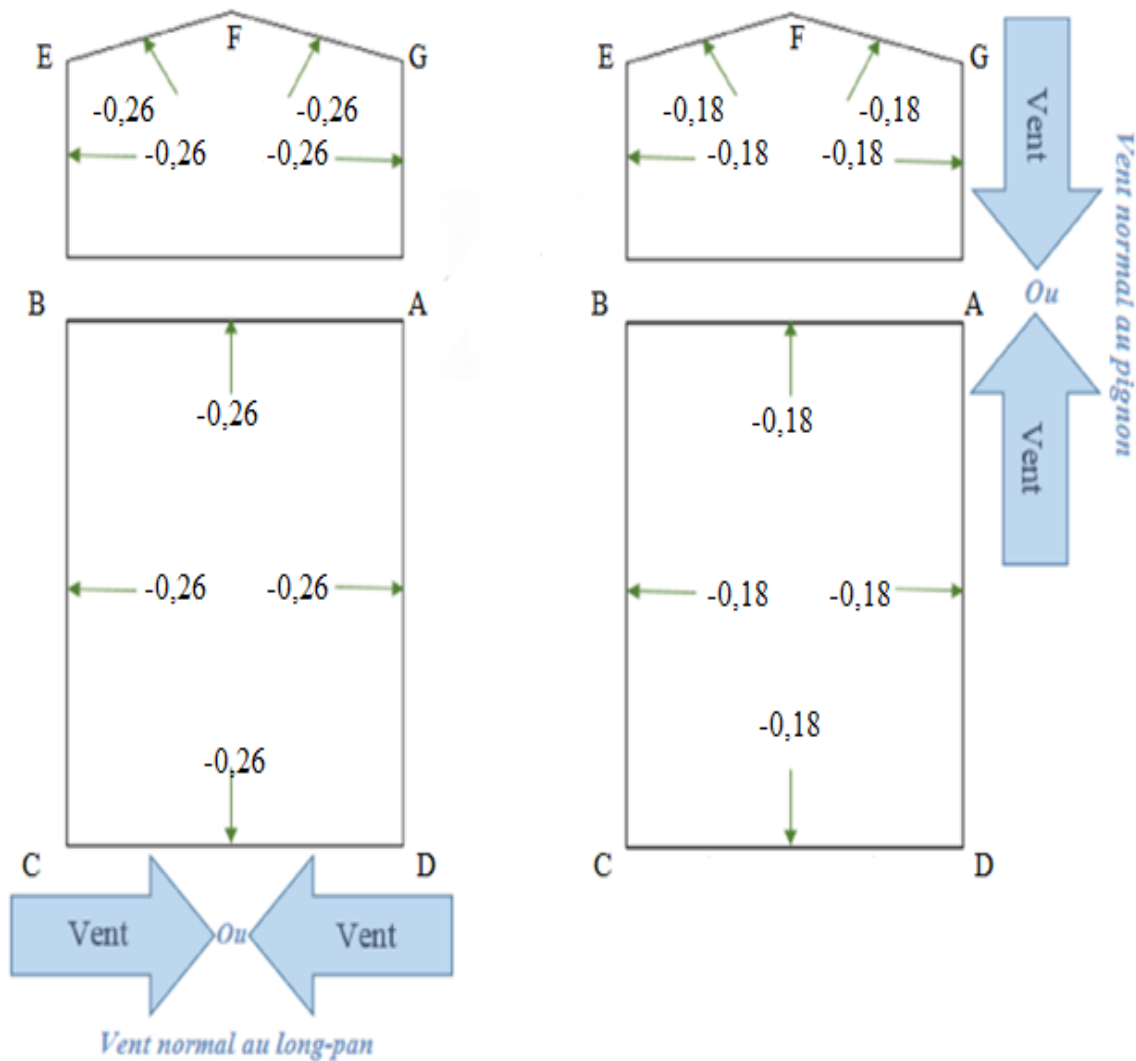 F F
E G E G
-0,26 -0,26 -0,18 -0,18
-0,26 -0,26 -0,18 -0,18
Vent
Vent normal au pignon
Ou
B A B A
-0,26 -0,18
Vent
-0,26 -0,26 -0,18 -0,18
-0,18
-0,26
C D C D
Vent Ou Vent
Vent normal au long-pan